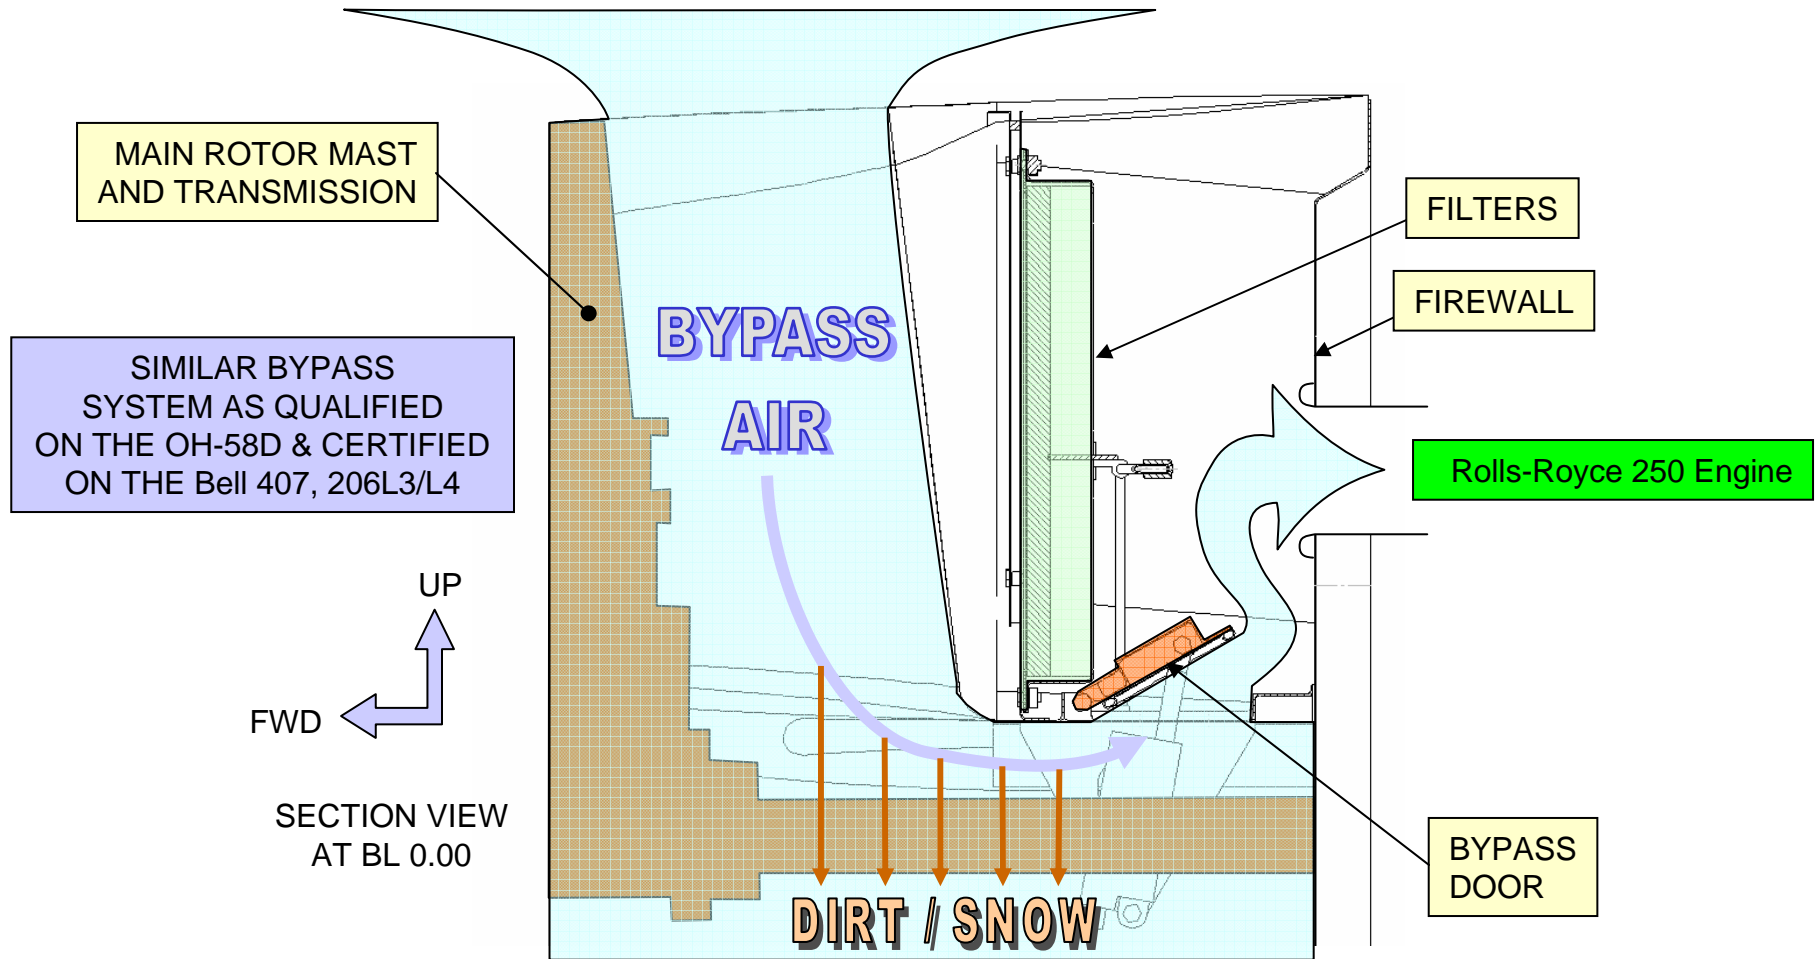 MAIN ROTOR MAST
AND TRANSMISSION
SIMILAR BYPASS
SYSTEM AS QUALIFIED
ON THE OH-58D & CERTIFIED
ON THE Bell 407, 206L3/L4
UP
FWD
SECTION VIEW
AT BL 0.00
BYPASS
AIR
DIRT / SNOW
FILTERS
FIREWALL
Rolls-Royce 250 Engine
BYPASS
DOOR